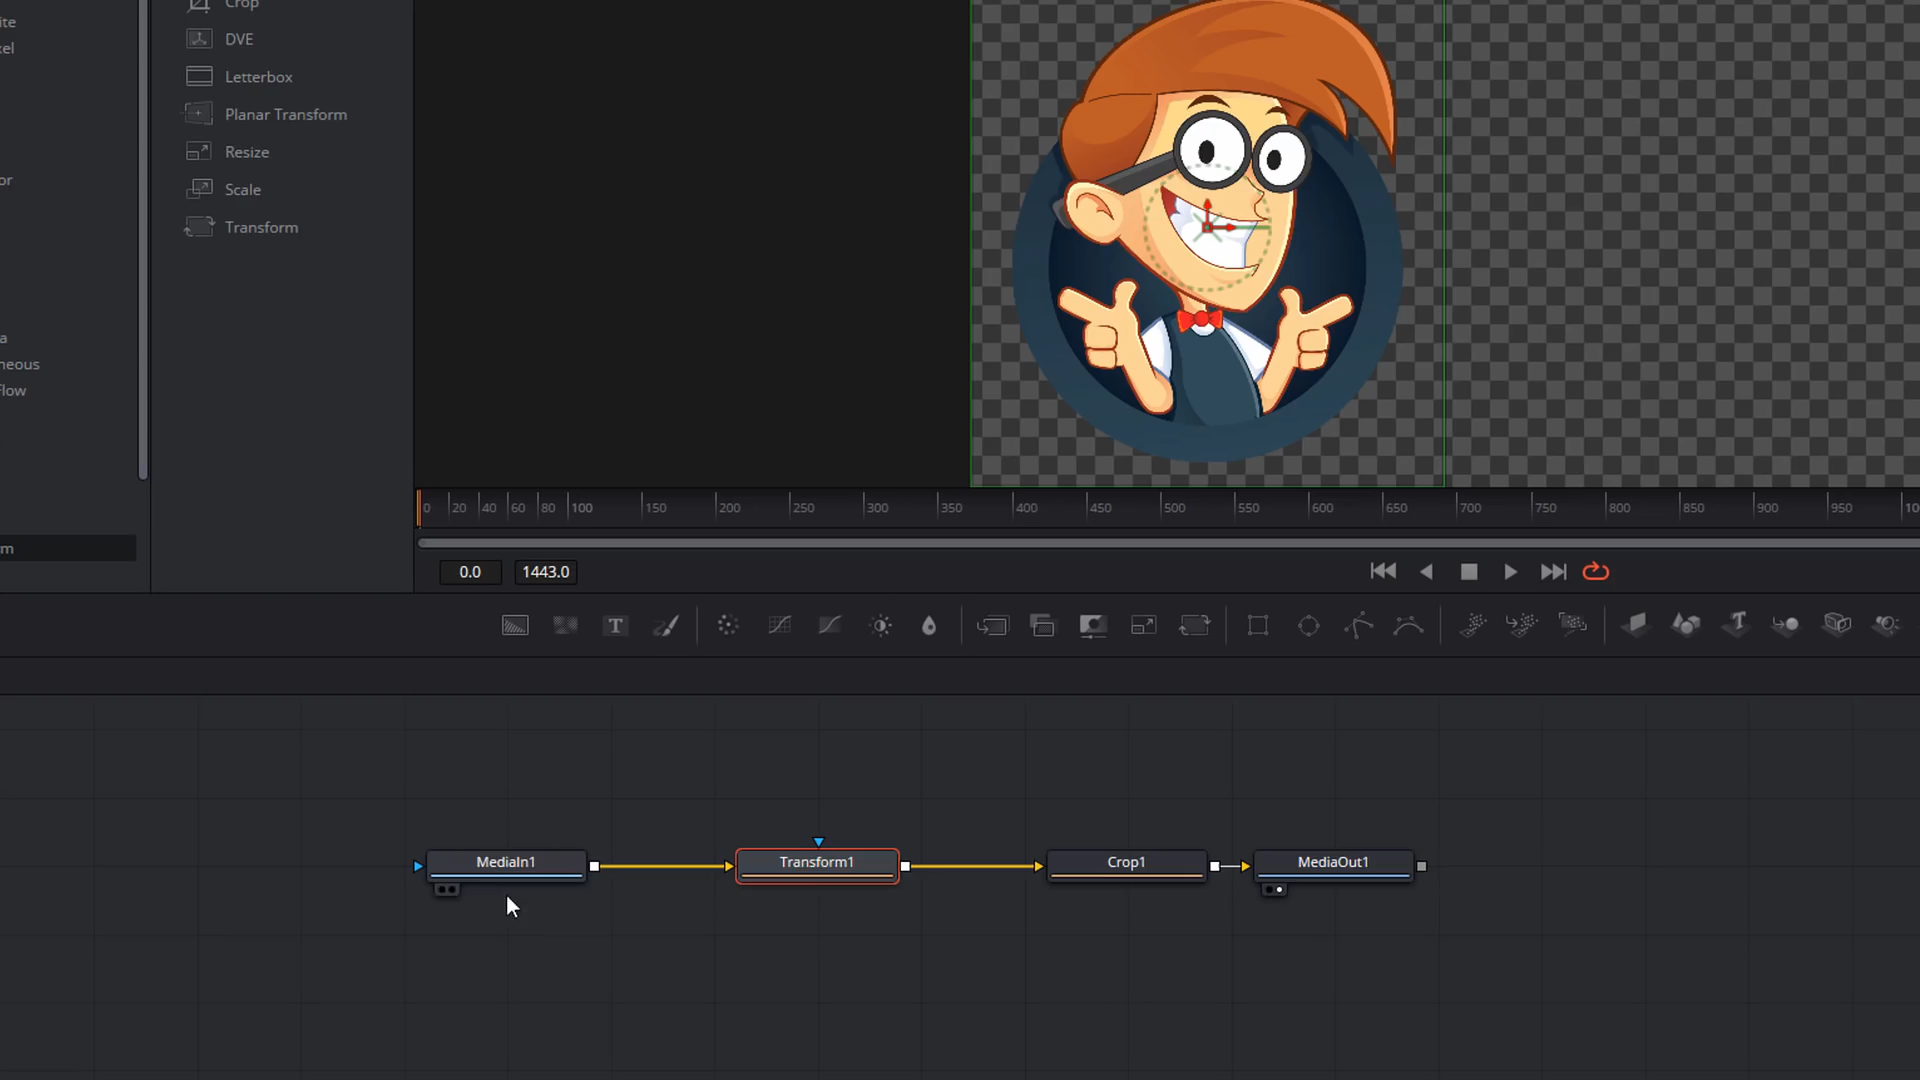 Crop
DVE
Letterbox
Planar Transform
Resize
Scale
Transform
0 20 40 60 80 100 150 200 250 300 350 400 450 500 550 600 650 700 750 800 850 900 950
0.0 1443.0
T
MediaIn1 Transform1 Crop1 MediaOut1